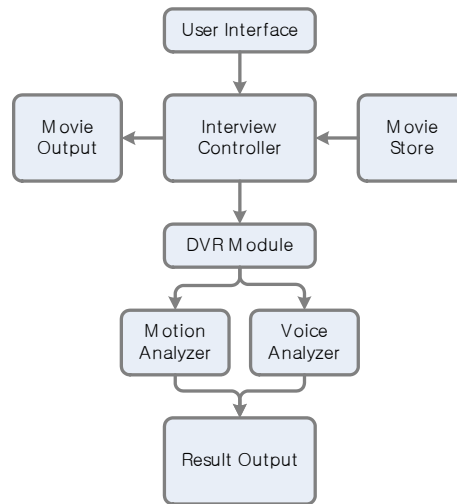 User Interface
Movie
Output
Interview
Controller
Movie
Store
DVR Module
Motion
Analyzer
Voice
Analyzer
Result Output